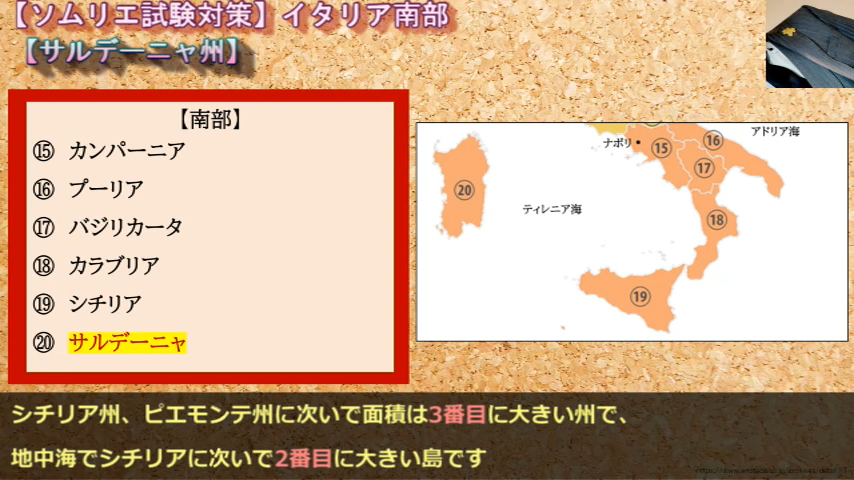 【ソムリエ試験対策】イタリア南部
【サルデーニャ州】
【南部】
⑮ カンパーニア
⑯ プーリア
⑰ バジリカータ
⑱ カラブリア
⑲ シチリア
⑳ サルデーニャ
アドリア海
ナポリ
⑮
⑯
⑰
⑳
ティレニア海
⑱
⑲
シチリア州、ピエモンテ州に次いで面積は3番目に大きい州で、
地中海でシチリアに次いで2番目に大きい島です